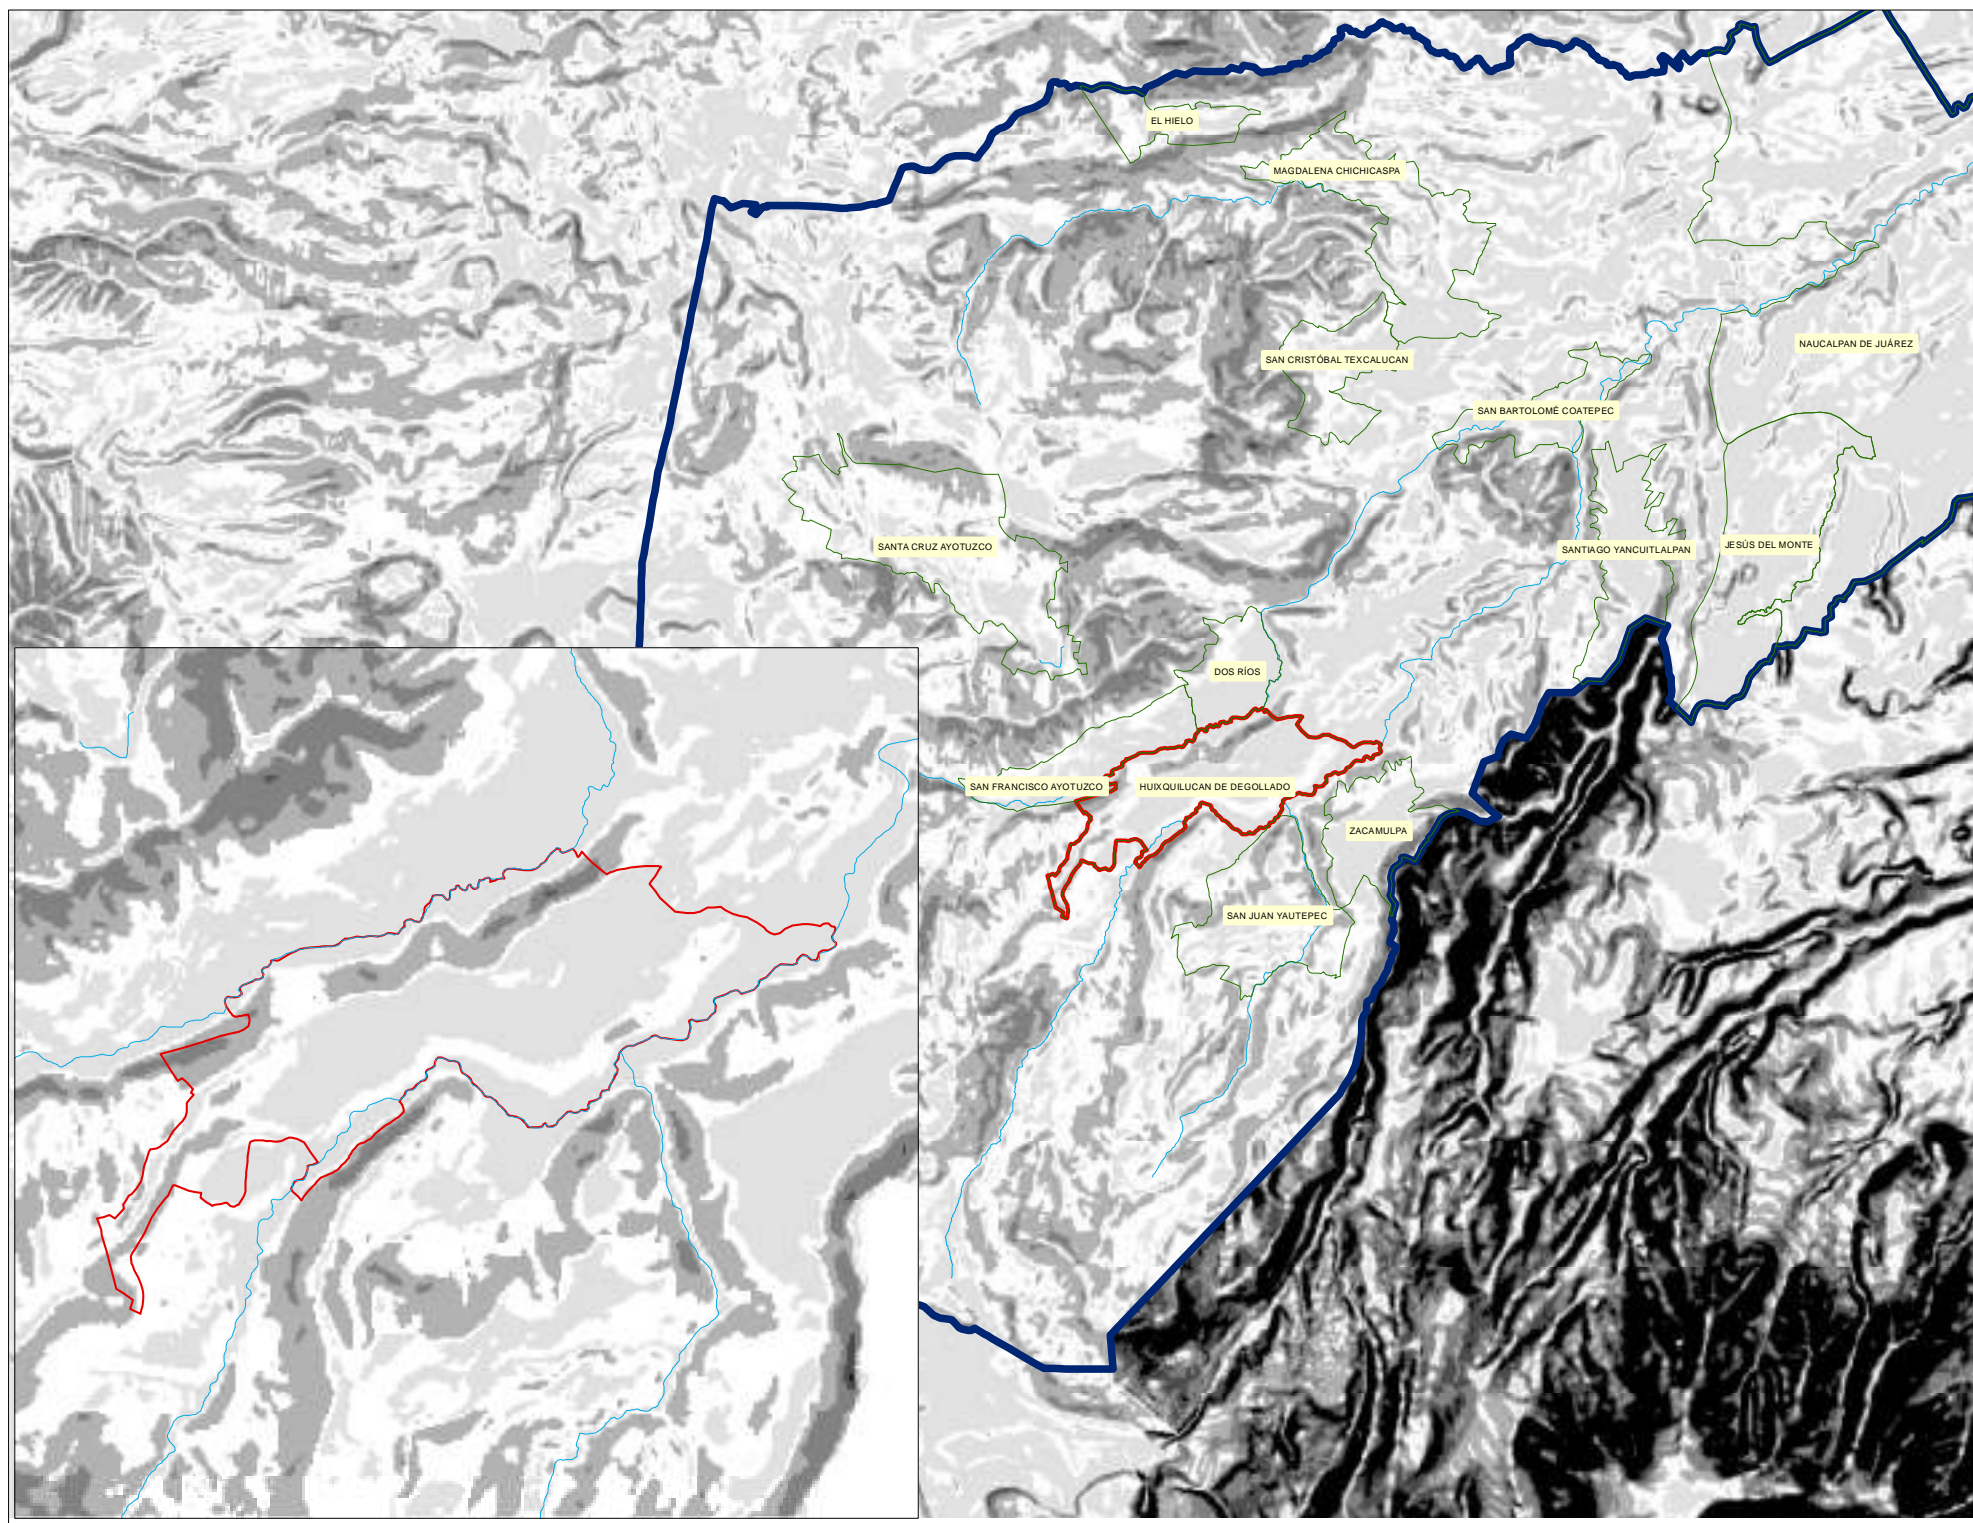 EL HIELO
MAGDALENA CHICHICASPA
NAUCALPAN DE JUÁREZ
SAN CRISTÓBAL TEXCALUCAN
SAN BARTOLOMÉ COATEPEC
SANTA CRUZ AYOTUZCO
SANTIAGO YANCUITLALPAN
JESÚS DEL MONTE
DOS RÍOS
SAN FRANCISCO AYOTUZCO
HUIXQUILUCAN DE DEGOLLADO
ZACAMULPA
SAN JUAN YAUTEPEC